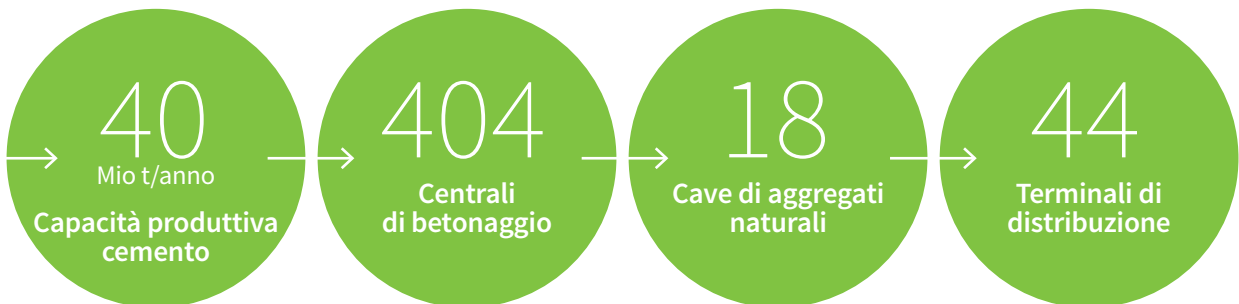 40
Mio t/anno
Capacità produttiva
cemento
404
Centrali
di betonaggio
18
Cave di aggregati
naturali
44
Terminali di
distribuzione